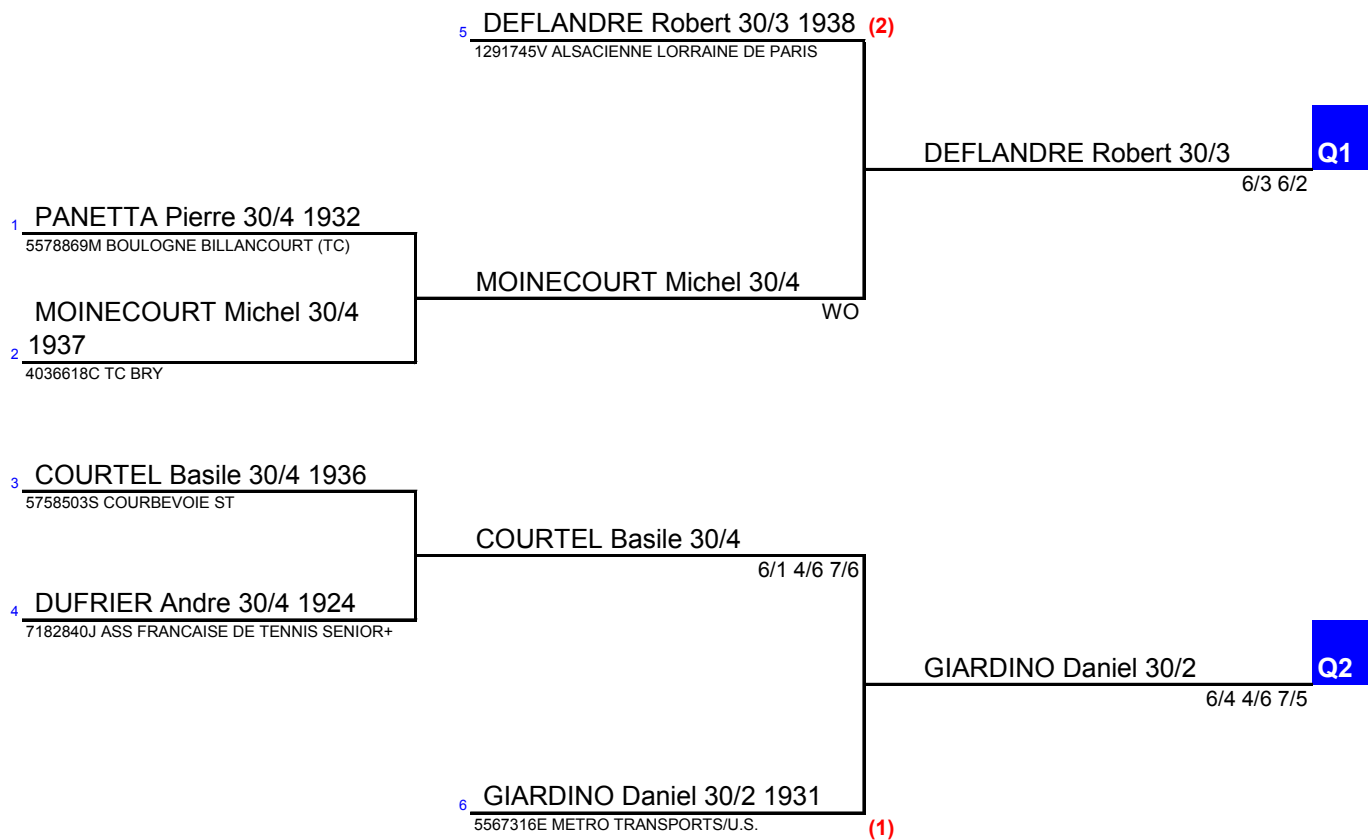 5 DEFLANDRE Robert 30/3 1938 (2)
1291745V ALSACIENNE LORRAINE DE PARIS
DEFLANDRE Robert 30/3 Q1
6/3 6/2
1 PANETTA Pierre 30/4 1932
5578869M BOULOGNE BILLANCOURT (TC)
MOINECOURT Michel 30/4
WO
MOINECOURT Michel 30/4
2 1937
4036618C TC BRY
3 COURTEL Basile 30/4 1936
5758503S COURBEVOIE ST
COURTEL Basile 30/4
6/1 4/6 7/6
4 DUFRIER Andre 30/4 1924
7182840J ASS FRANCAISE DE TENNIS SENIOR+
GIARDINO Daniel 30/2 Q2
6/4 4/6 7/5
6 GIARDINO Daniel 30/2 1931
5567316E METRO TRANSPORTS/U.S. (1)